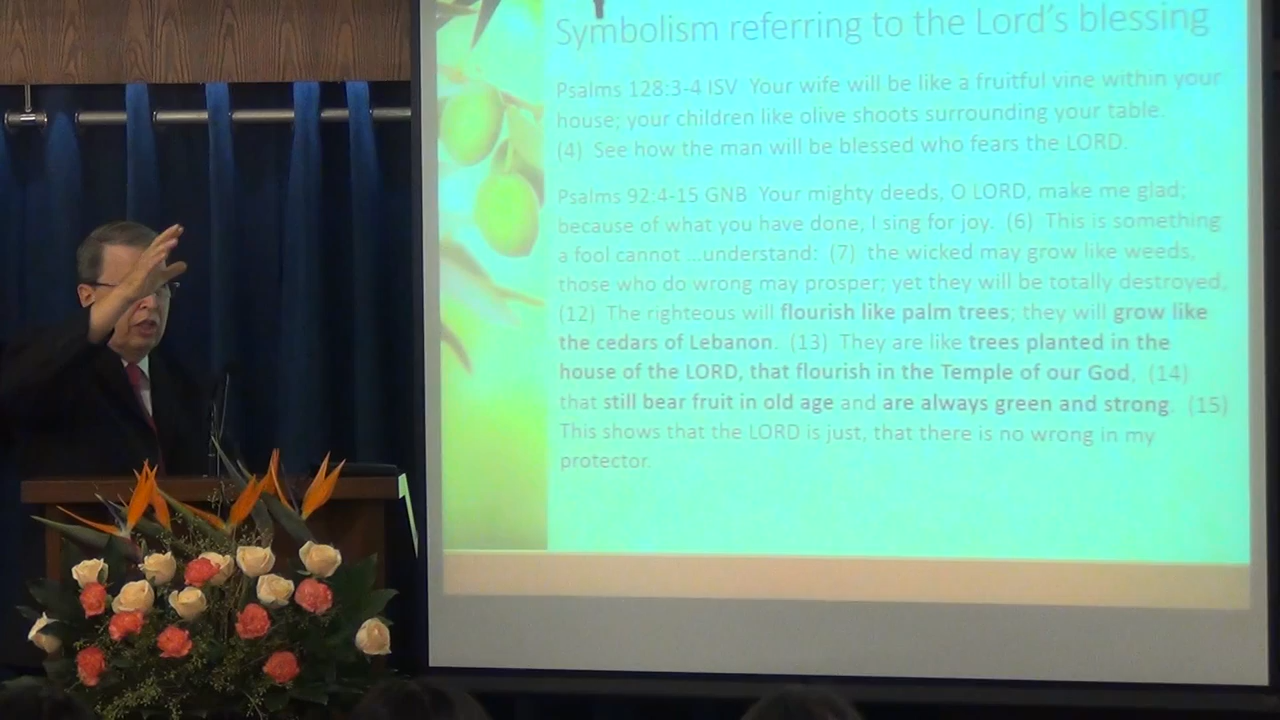 Symbolism referring to the Lord's blessing
Psalms 128:3-4 ISV Your wife will be like a fruitful vine within your
house; your children like olive shoots surrounding your table.
(4) See how the man will be blessed who fears the LORD.
Psalms 92:4-15 GNB Your mighty deeds, O LORD, make me glad;
because of what you have done, I sing for joy. (6) This is something
a fool cannot ...understand: (7) the wicked may grow like weeds,
those who do wrong may prosper; yet they will be totally destroyed,
(12) The righteous will flourish like palm trees; they will grow like
the cedars of Lebanon. (13) They are like trees planted in the
house of the LORD, that flourish in the Temple of our God, (14)
that still bear fruit in old age and are always green and strong. (15)
This shows that the LORD is just, that there is no wrong in my
protector.